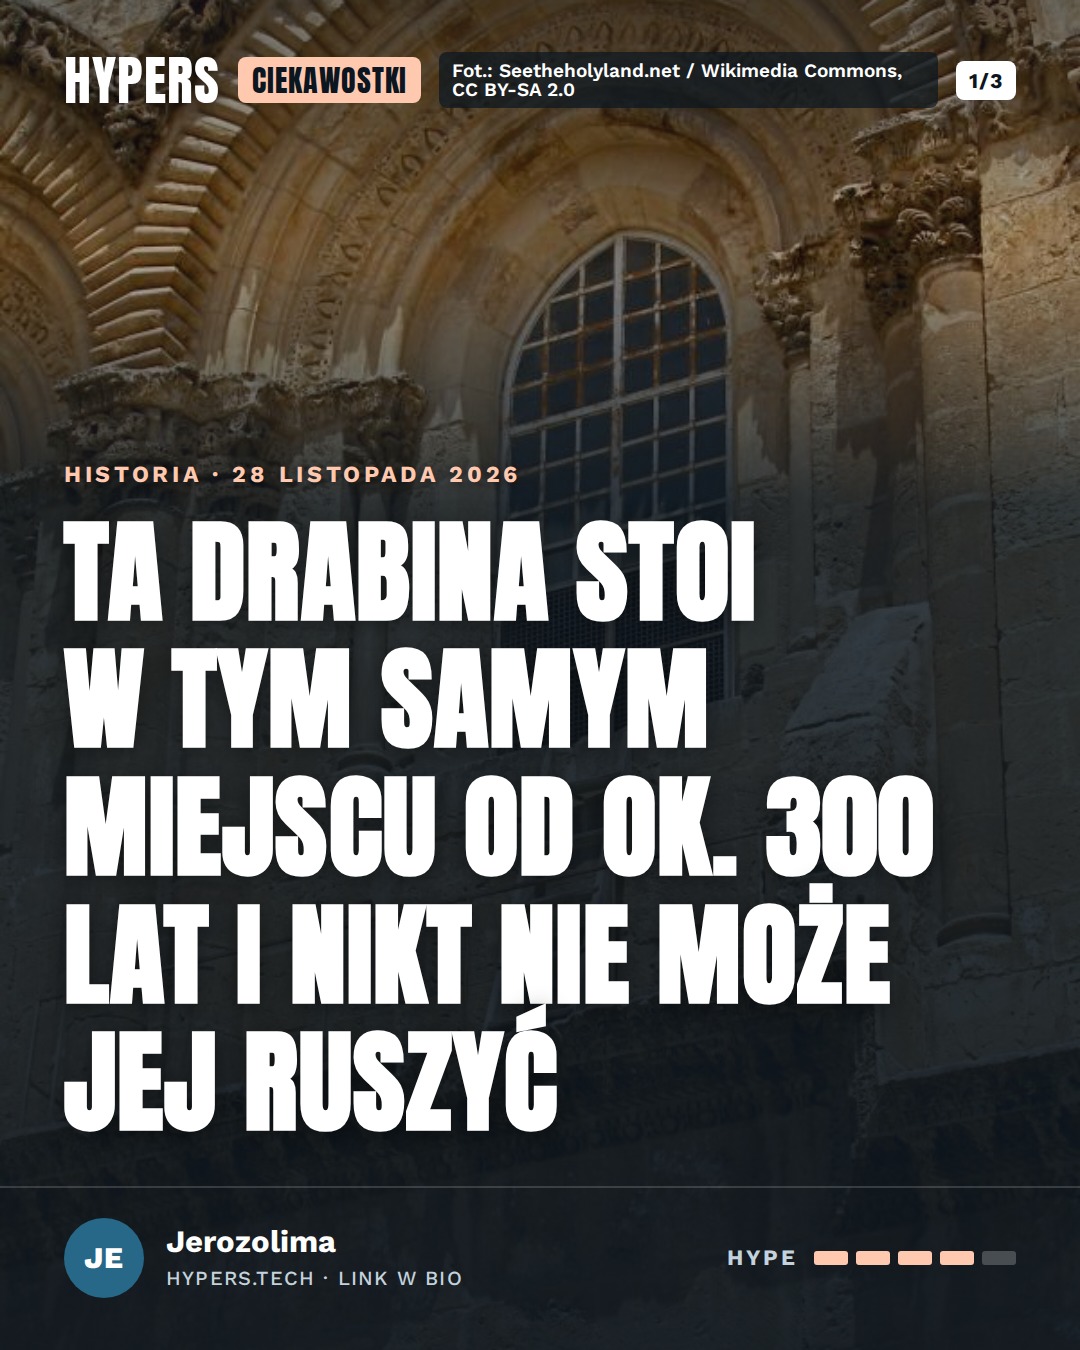 HYPERS
CIEKAWOSTKI
Fot.: Seetheholyland.net / Wikimedia Commons,
CC BY-SA 2.0
1/3
HISTORIA · 28 LISTOPADA 2026
TA DRABINA STOI
W TYM SAMYM
MIEJSCU OD OK. 300
LAT I NIKT NIE MOŻE
JEJ RUSZYĆ
JE
Jerozolima
HYPERS.TECH · LINK W BIO
HYPE